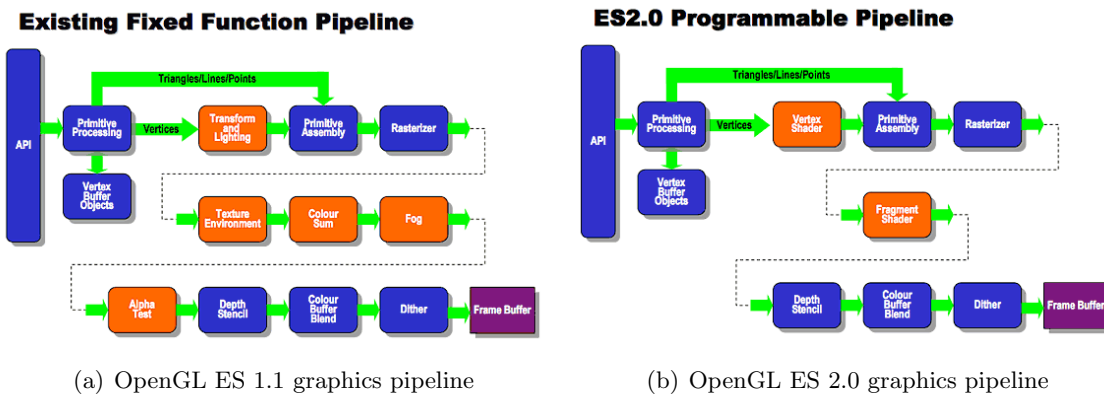 Existing Fixed Function Pipeline
API
Triangles/Lines/Points
Primitive
Processing
Vertices
Transform
and
Lighting
Primitive
Assembly
Rasterizer
Vertex
Buffer
Objects
Texture
Environment
Colour
Sum
Fog
Alpha
Test
Depth
Stencil
Colour
Buffer
Blend
Dither
Frame Buffer
(a) OpenGL ES 1.1 graphics pipeline
ES2.0 Programmable Pipeline
API
Triangles/Lines/Points
Primitive
Processing
Vertices
Vertex
Shader
Primitive
Assembly
Rasterizer
Vertex
Buffer
Objects
Fragment
Shader
Depth
Stencil
Colour
Buffer
Blend
Dither
Frame Buffer
(b) OpenGL ES 2.0 graphics pipeline